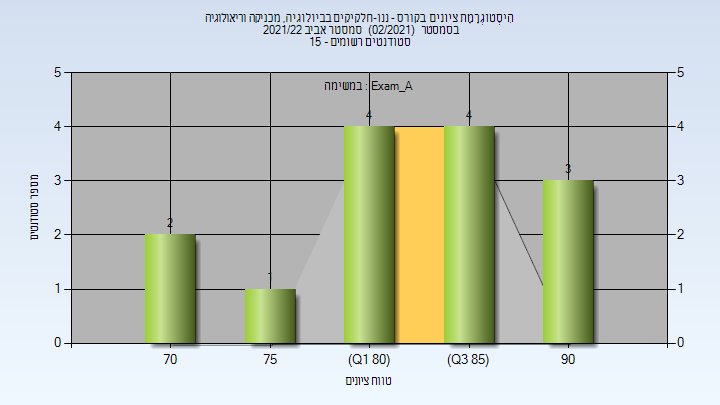 היסטוגרמת ציונים בקורס - ננו-חלקיקים בביולוגיה, מכניקה וריאולוגיה
בסמסטר (02/2021) סמסטר אביב 2021/22
סטודנטים רשומים - 15
במשימה : Exam_A
5 5
4 4
3 3
2 2
1 1
0 0
2 1 4 4 3
מספר סטודנטים
70 75 (Q1 80) (Q3 85) 90
טווח ציונים